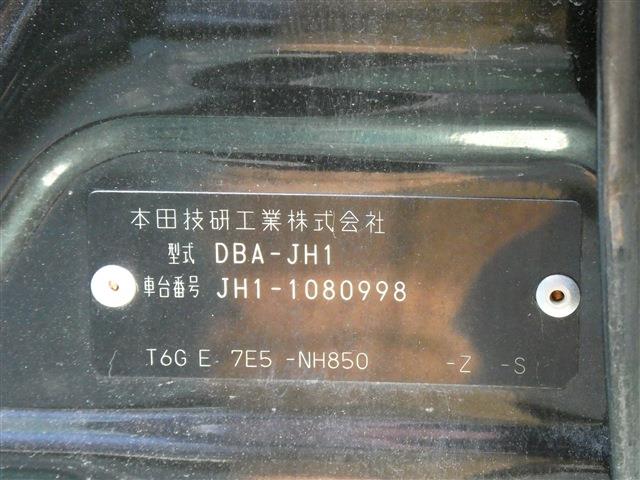 本田技研工業株式会社
型式 DBA-JH1
車台番号 JH1-1080998
T6G E 7E5 -NH850 -Z -S